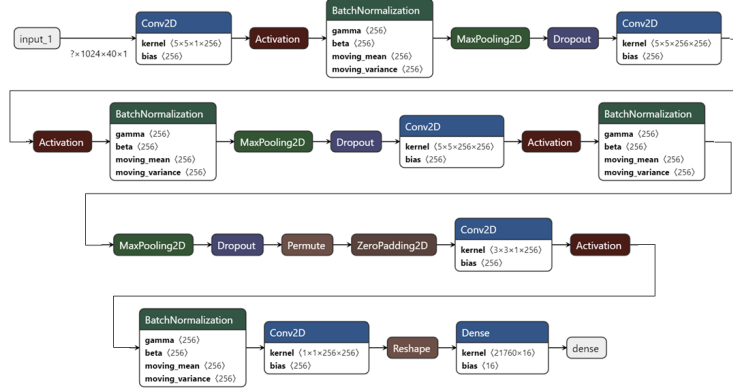 input_1
?×1024×40×1
Conv2D
kernel ⟨5×5×1×256⟩
bias ⟨256⟩
Activation
BatchNormalization
gamma ⟨256⟩
beta ⟨256⟩
moving_mean ⟨256⟩
moving_variance ⟨256⟩
MaxPooling2D
Dropout
Conv2D
kernel ⟨5×5×256×256⟩
bias ⟨256⟩
Activation
BatchNormalization
gamma ⟨256⟩
beta ⟨256⟩
moving_mean ⟨256⟩
moving_variance ⟨256⟩
MaxPooling2D
Dropout
Conv2D
kernel ⟨5×5×256×256⟩
bias ⟨256⟩
Activation
BatchNormalization
gamma ⟨256⟩
beta ⟨256⟩
moving_mean ⟨256⟩
moving_variance ⟨256⟩
MaxPooling2D
Dropout
Permute
ZeroPadding2D
Conv2D
kernel ⟨3×3×1×256⟩
bias ⟨256⟩
Activation
BatchNormalization
gamma ⟨256⟩
beta ⟨256⟩
moving_mean ⟨256⟩
moving_variance ⟨256⟩
Conv2D
kernel ⟨1×1×256×256⟩
bias ⟨256⟩
Reshape
Dense
kernel ⟨21760×16⟩
bias ⟨16⟩
dense